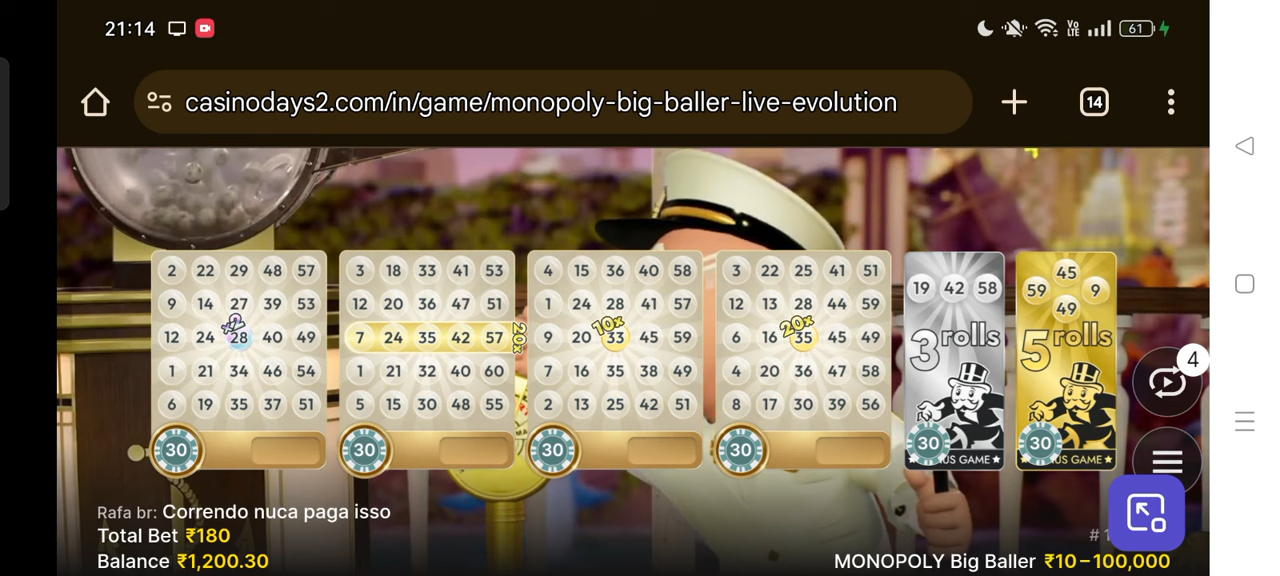 21:14 VoLTE 61
casinodays2.com/in/game/monopoly-big-baller-live-evolution 14
2 22 29 48 57
9 14 27 39 53
12 24 28 40 49
1 21 34 46 54
6 19 35 37 51
x2
30
3 18 33 41 53
12 20 36 47 51
7 24 35 42 57
1 21 32 40 60
5 15 30 48 55
20x
30
4 15 36 40 58
1 24 28 41 57
9 20 33 45 59
7 16 35 38 49
2 13 25 42 51
10x
30
3 22 25 41 51
12 13 28 44 59
6 16 35 45 49
4 20 36 47 58
8 17 30 39 56
20x
30
19 42 58
3 rolls
30
US GAME
45
59 9
49
5 rolls
30
US GAME
4
Rafa br: Correndo nuca paga isso
Total Bet ₹180
Balance ₹1,200.30
#
MONOPOLY Big Baller ₹10–100,000